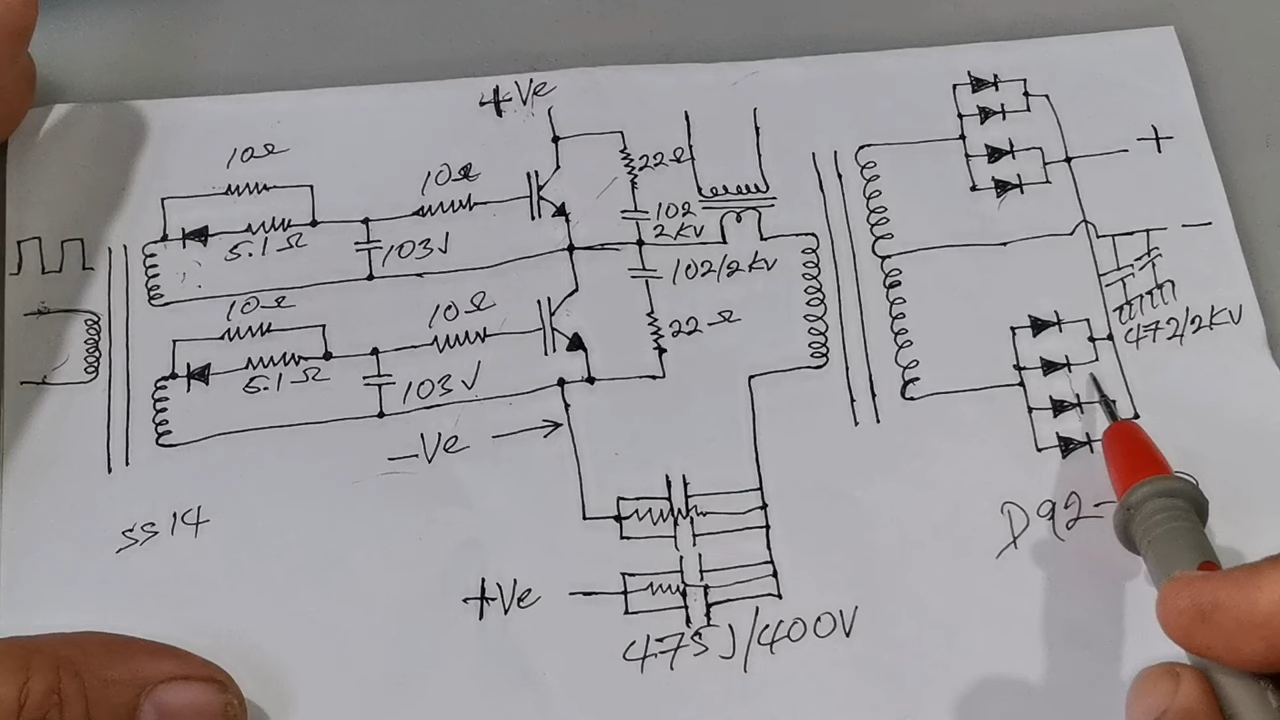 +Ve
10Ω
10Ω
22Ω
+
5.1Ω
103J
102
2KV
-
102/2KV
10Ω
10Ω
22Ω
472/2KV
5.1Ω
103J
-Ve
SS14
D92-
+Ve
475J/400V